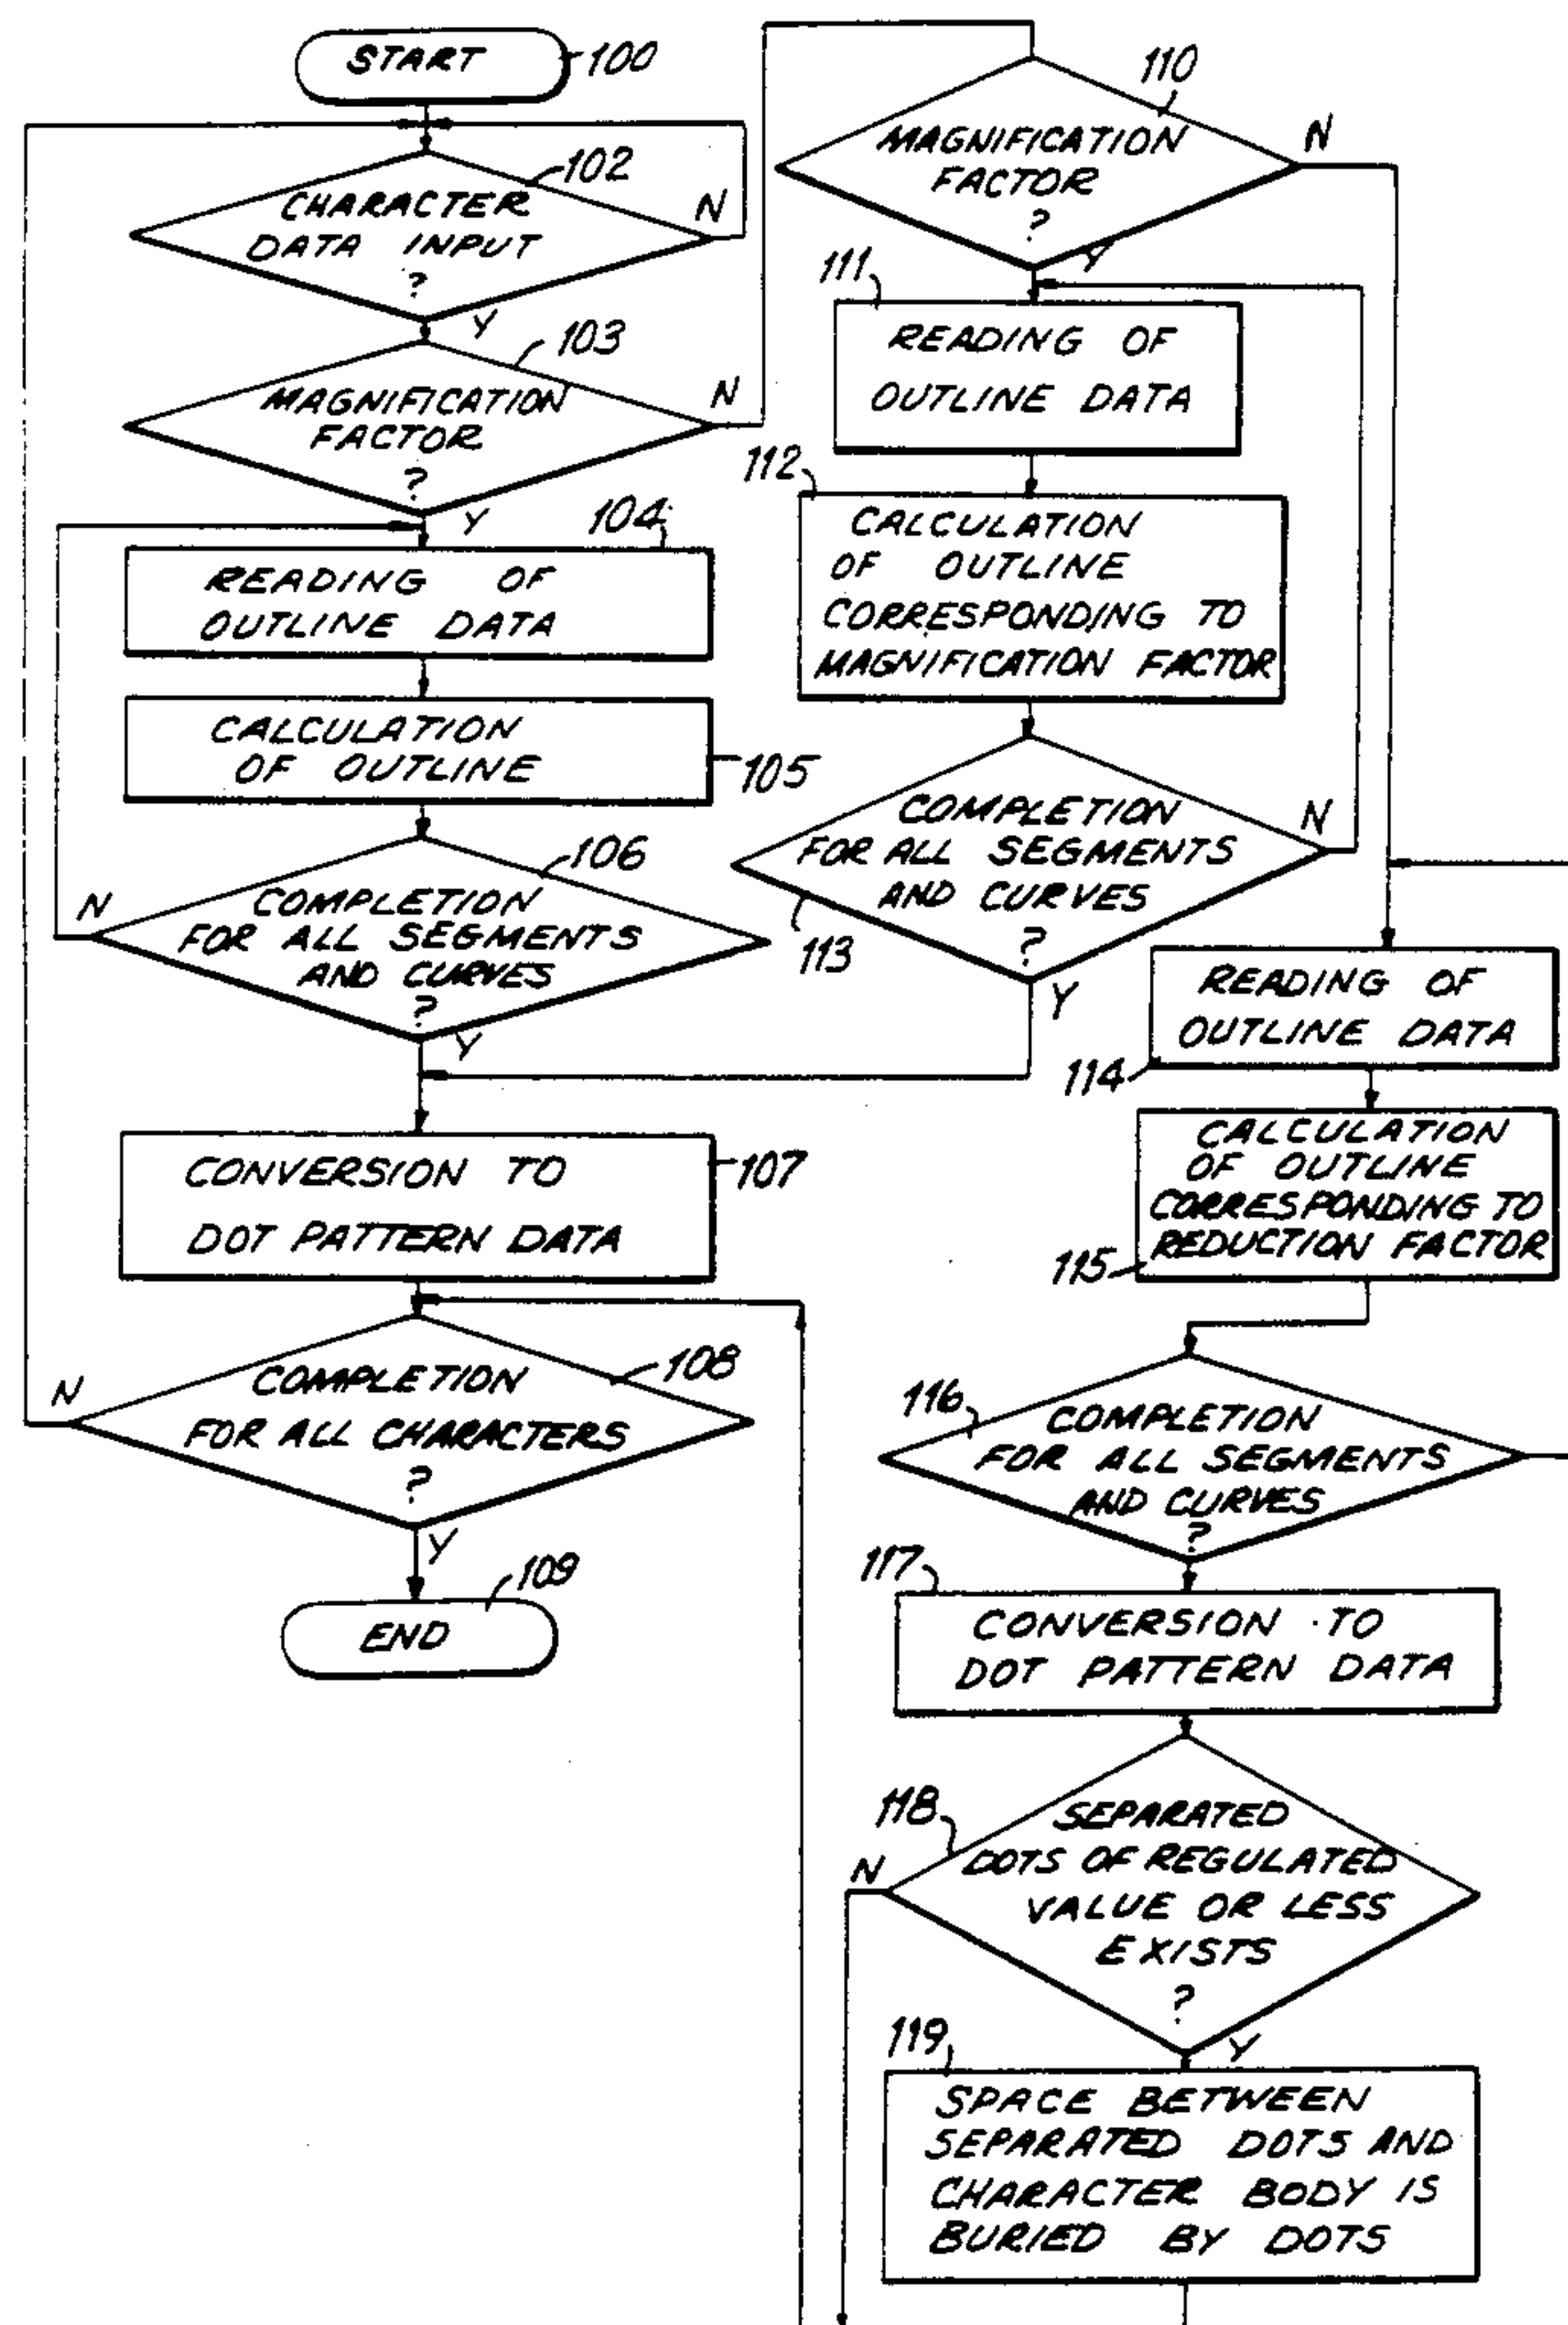 START
100
102
CHARACTER
DATA INPUT
?
N
Y
103
MAGNIFICATION
FACTOR
?
N
Y
104
READING OF
OUTLINE DATA
CALCULATION
OF OUTLINE
105
106
COMPLETION
FOR ALL SEGMENTS
AND CURVES
?
N
Y
CONVERSION TO
DOT PATTERN DATA
107
108
COMPLETION
FOR ALL CHARACTERS
?
N
Y
109
END
110
MAGNIFICATION
FACTOR
?
N
Y
111
READING OF
OUTLINE DATA
112
CALCULATION
OF OUTLINE
CORRESPONDING TO
MAGNIFICATION FACTOR
COMPLETION
FOR ALL SEGMENTS
AND CURVES
?
N
113
Y
READING OF
OUTLINE DATA
114
CALCULATION
OF OUTLINE
CORRESPONDING TO
REDUCTION FACTOR
115
116
COMPLETION
FOR ALL SEGMENTS
AND CURVES
?
117
CONVERSION TO
DOT PATTERN DATA
118
SEPARATED
DOTS OF REGULATED
VALUE OR LESS
EXISTS
?
N
Y
119
SPACE BETWEEN
SEPARATED DOTS AND
CHARACTER BODY IS
BURIED BY DOTS